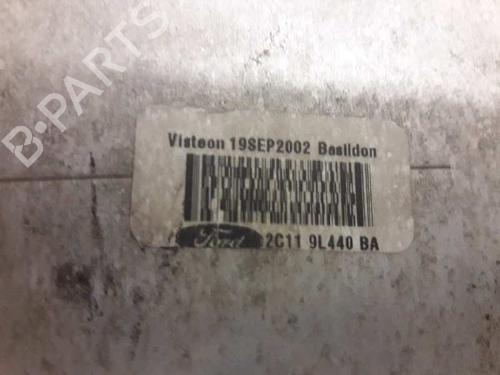 B-PARTS
Visteon 19SEP2002 Basildon
Ford 2C11 9L440 BA